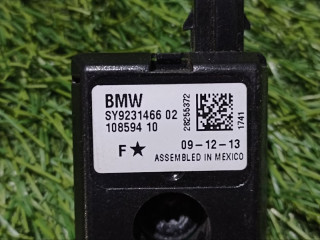 BMW
SY9231466 02
108594 10
28255372
1741
F★
09-12-13
ASSEMBLED IN MEXICO